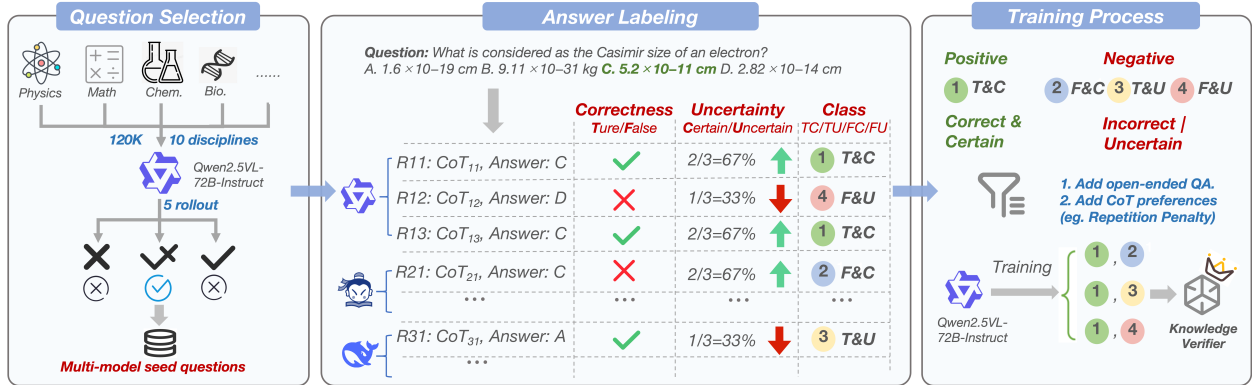 Question Selection
Physics
Math
Chem.
Bio.
......
120K
10 disciplines
Qwen2.5VL-
72B-Instruct
5 rollout
Multi-model seed questions
Answer Labeling
Question: What is considered as the Casimir size of an electron?
A. 1.6 ×10–19 cm B. 9.11 ×10–31 kg C. 5.2 ×10–11 cm D. 2.82 ×10–14 cm
Correctness
Ture/False
Uncertainty
Certain/Uncertain
Class
TC/TU/FC/FU
R11: CoT11, Answer: C
2/3=67%
1 T&C
R12: CoT12, Answer: D
1/3=33%
4 F&U
R13: CoT13, Answer: C
2/3=67%
1 T&C
R21: CoT21, Answer: C
2/3=67%
2 F&C
R31: CoT31, Answer: A
1/3=33%
3 T&U
Training Process
Positive
Negative
1 T&C
2 F&C 3 T&U 4 F&U
Correct &
Certain
Incorrect |
Uncertain
1. Add open-ended QA.
2. Add CoT preferences
(eg. Repetition Penalty)
Training
Qwen2.5VL-
72B-Instruct
1 , 2
1 , 3
1 , 4
Knowledge
Verifier